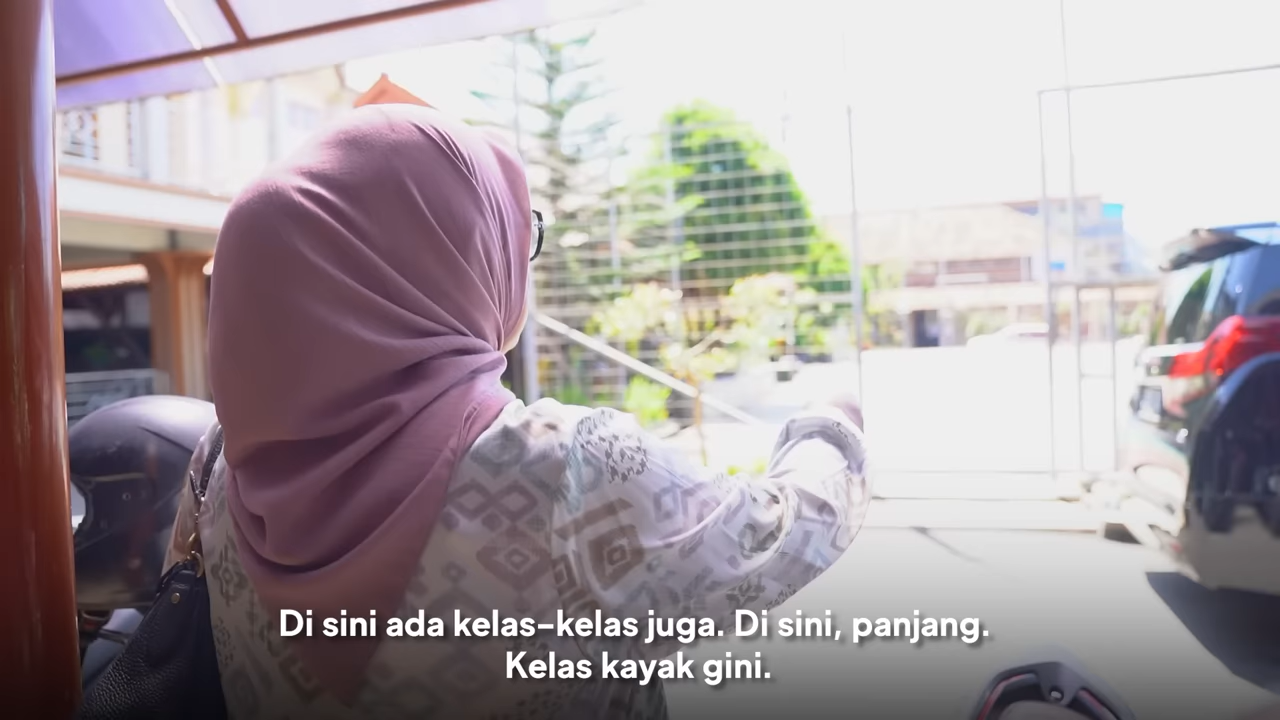 Di sini ada kelas-kelas juga. Di sini, panjang.
Kelas kayak gini.